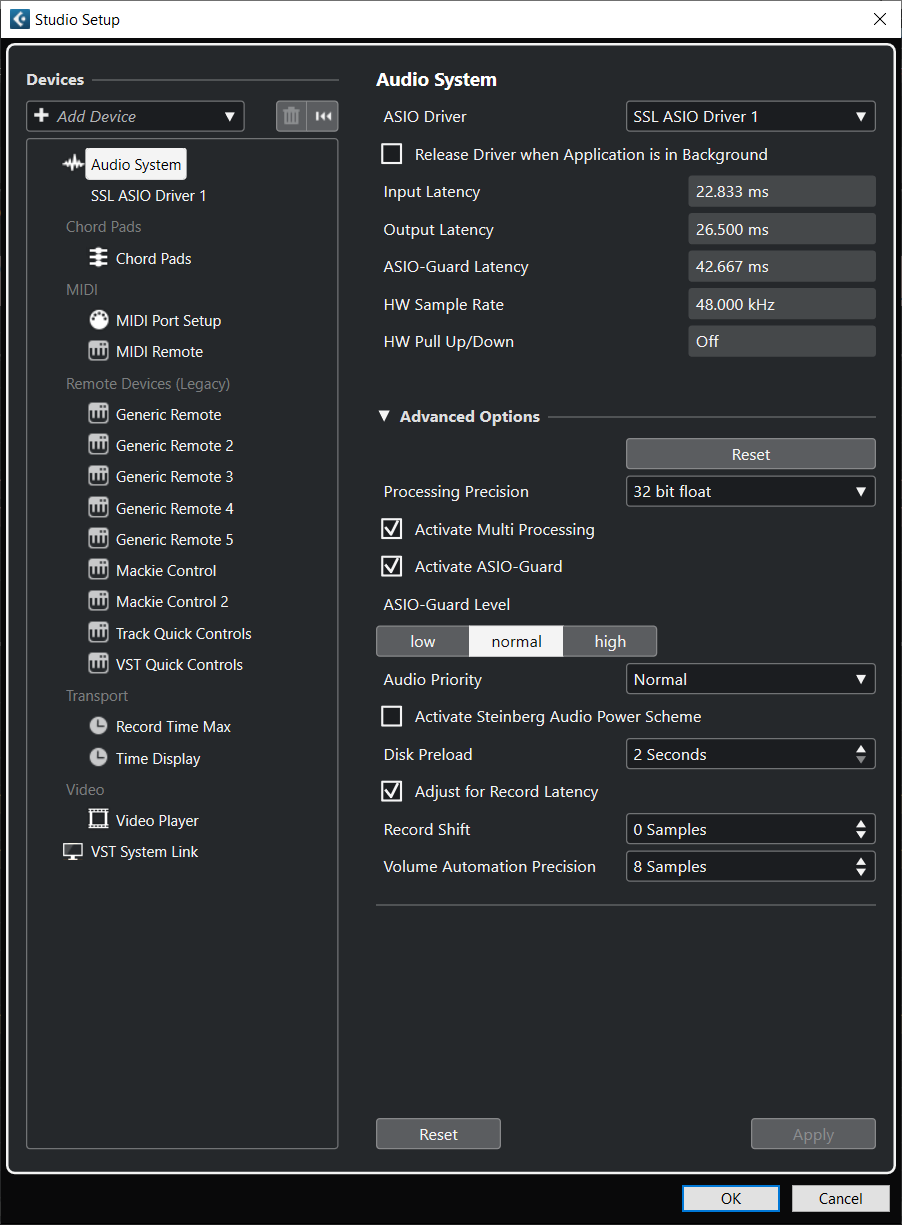 Studio Setup
Devices
Add Device
Audio System
SSL ASIO Driver 1
Chord Pads
Chord Pads
MIDI
MIDI Port Setup
MIDI Remote
Remote Devices (Legacy)
Generic Remote
Generic Remote 2
Generic Remote 3
Generic Remote 4
Generic Remote 5
Mackie Control
Mackie Control 2
Track Quick Controls
VST Quick Controls
Transport
Record Time Max
Time Display
Video
Video Player
VST System Link
Audio System
ASIO Driver SSL ASIO Driver 1
Release Driver when Application is in Background
Input Latency 22.833 ms
Output Latency 26.500 ms
ASIO-Guard Latency 42.667 ms
HW Sample Rate 48.000 kHz
HW Pull Up/Down Off
Advanced Options
Reset
Processing Precision 32 bit float
Activate Multi Processing
Activate ASIO-Guard
ASIO-Guard Level
low normal high
Audio Priority Normal
Activate Steinberg Audio Power Scheme
Disk Preload 2 Seconds
Adjust for Record Latency
Record Shift 0 Samples
Volume Automation Precision 8 Samples
Reset Apply
OK Cancel